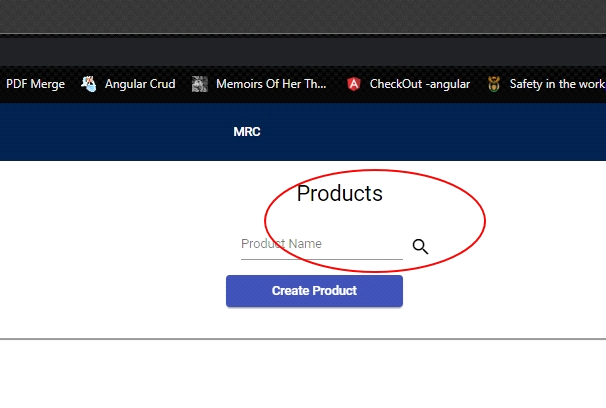 PDF Merge Angular Crud Memoirs Of Her Th... CheckOut -angular Safety in the work
MRC
Products
Product Name
Create Product